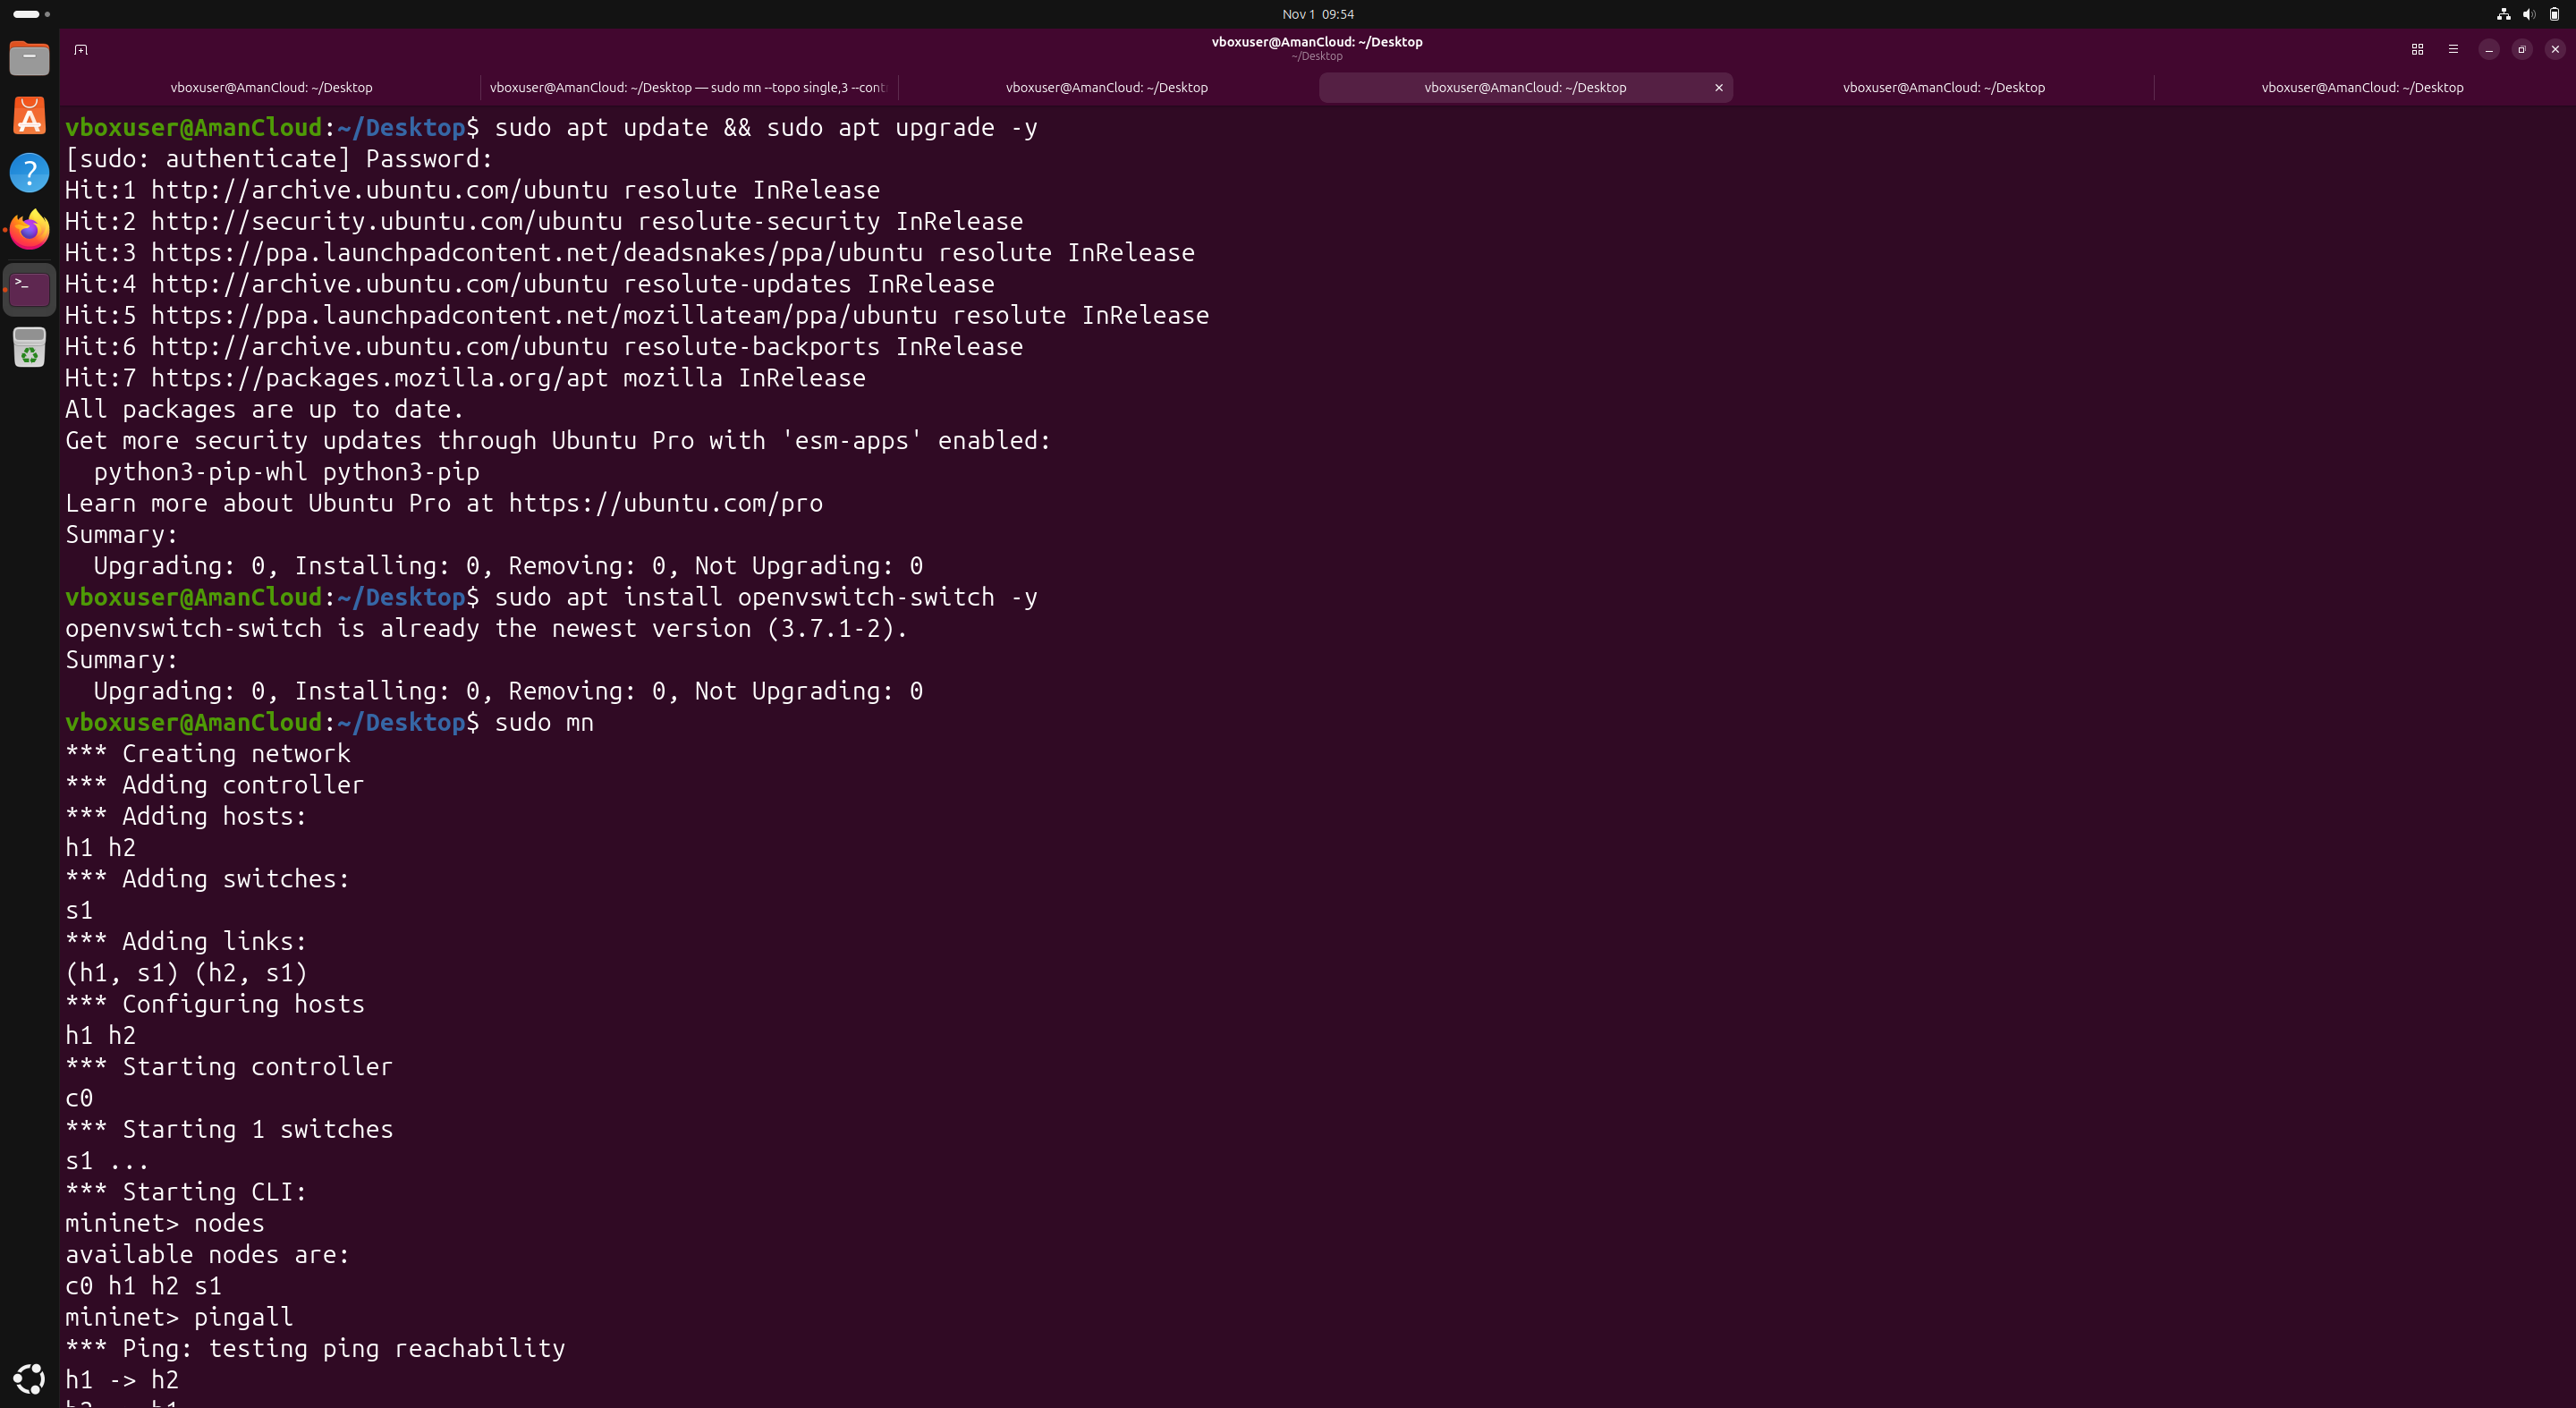 Nov 1 09:54
vboxuser@AmanCloud: ~/Desktop
~/Desktop
vboxuser@AmanCloud: ~/Desktop
vboxuser@AmanCloud: ~/Desktop — sudo mn --topo single,3 --cont
vboxuser@AmanCloud: ~/Desktop
vboxuser@AmanCloud: ~/Desktop
vboxuser@AmanCloud: ~/Desktop
vboxuser@AmanCloud: ~/Desktop
vboxuser@AmanCloud:~/Desktop$ sudo apt update && sudo apt upgrade -y
[sudo: authenticate] Password:
Hit:1 http://archive.ubuntu.com/ubuntu resolute InRelease
Hit:2 http://security.ubuntu.com/ubuntu resolute-security InRelease
Hit:3 https://ppa.launchpadcontent.net/deadsnakes/ppa/ubuntu resolute InRelease
Hit:4 http://archive.ubuntu.com/ubuntu resolute-updates InRelease
Hit:5 https://ppa.launchpadcontent.net/mozillateam/ppa/ubuntu resolute InRelease
Hit:6 http://archive.ubuntu.com/ubuntu resolute-backports InRelease
Hit:7 https://packages.mozilla.org/apt mozilla InRelease
All packages are up to date.
Get more security updates through Ubuntu Pro with 'esm-apps' enabled:
  python3-pip-whl python3-pip
Learn more about Ubuntu Pro at https://ubuntu.com/pro
Summary:
  Upgrading: 0, Installing: 0, Removing: 0, Not Upgrading: 0
vboxuser@AmanCloud:~/Desktop$ sudo apt install openvswitch-switch -y
openvswitch-switch is already the newest version (3.7.1-2).
Summary:
  Upgrading: 0, Installing: 0, Removing: 0, Not Upgrading: 0
vboxuser@AmanCloud:~/Desktop$ sudo mn
*** Creating network
*** Adding controller
*** Adding hosts:
h1 h2
*** Adding switches:
s1
*** Adding links:
(h1, s1) (h2, s1)
*** Configuring hosts
h1 h2
*** Starting controller
c0
*** Starting 1 switches
s1 ...
*** Starting CLI:
mininet> nodes
available nodes are:
c0 h1 h2 s1
mininet> pingall
*** Ping: testing ping reachability
h1 -> h2